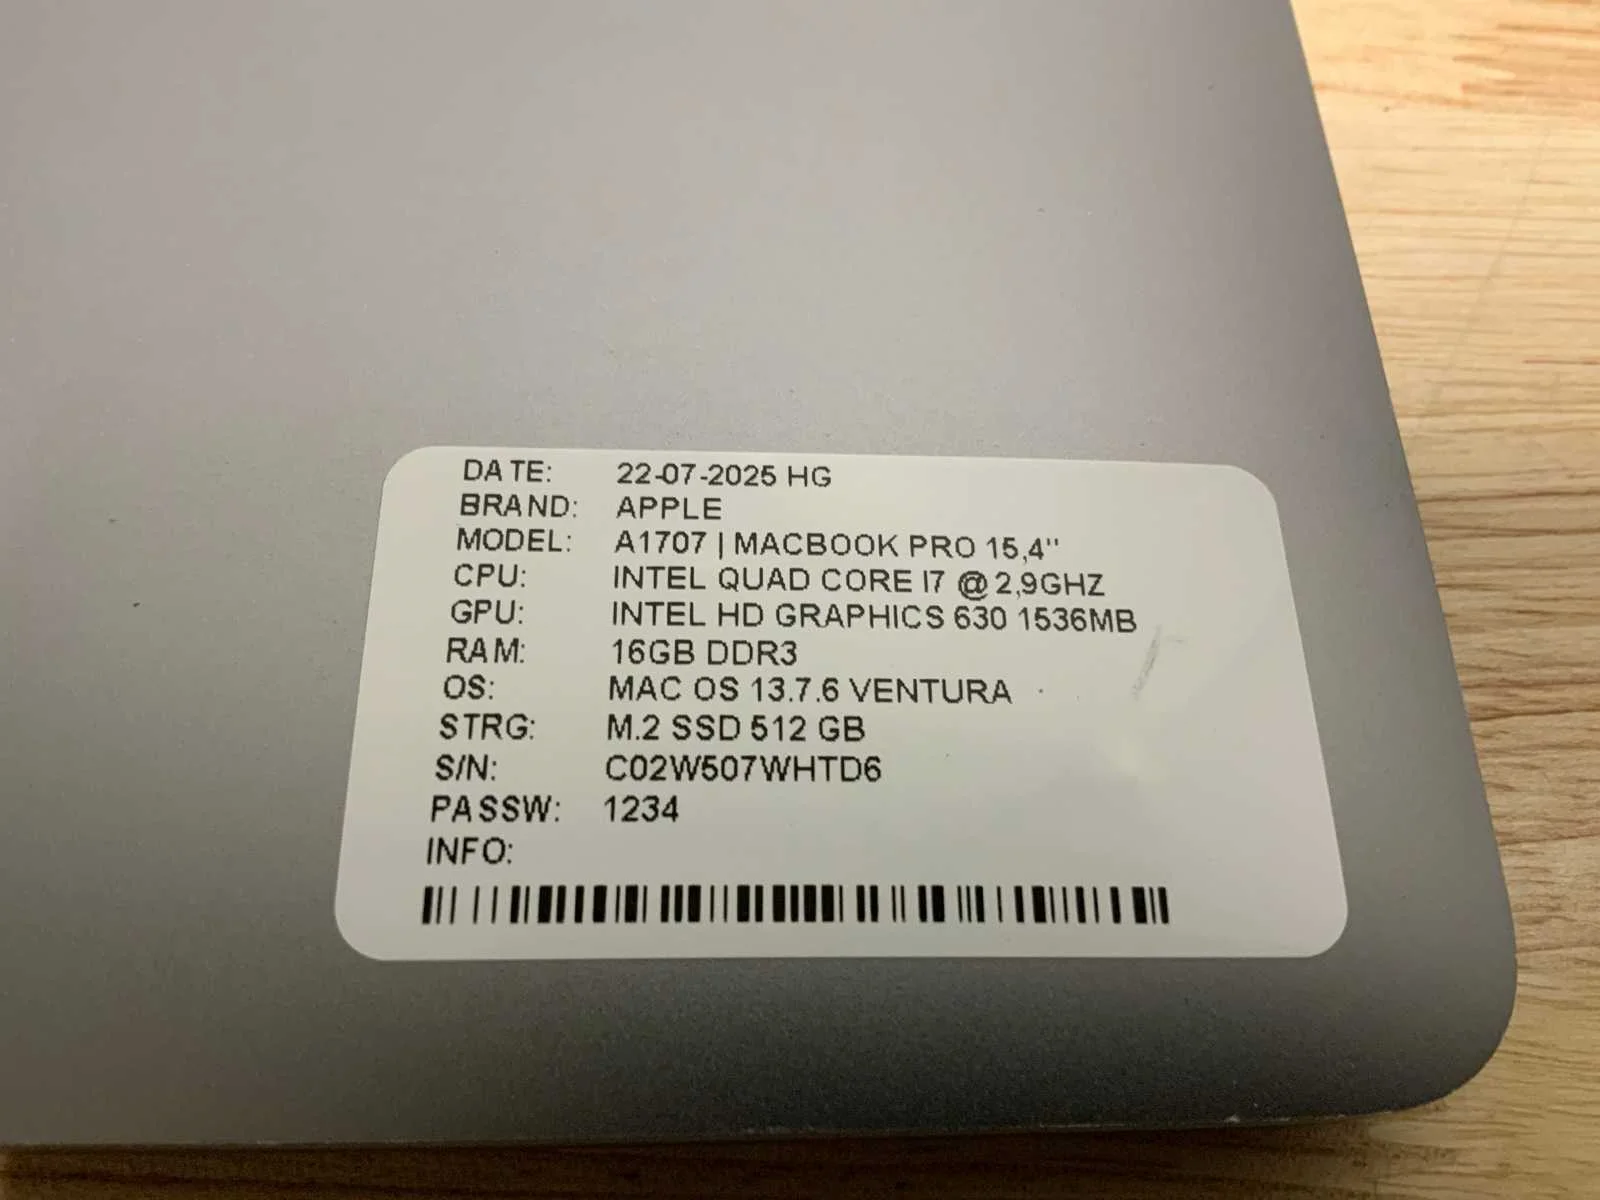 DATE: 22-07-2025 HG
BRAND: APPLE
MODEL: A1707 | MACBOOK PRO 15,4"
CPU: INTEL QUAD CORE I7 @ 2,9GHZ
GPU: INTEL HD GRAPHICS 630 1536MB
RAM: 16GB DDR3
OS: MAC OS 13.7.6 VENTURA
STRG: M.2 SSD 512 GB
S/N: C02W507WHTD6
PASSW: 1234
INFO: